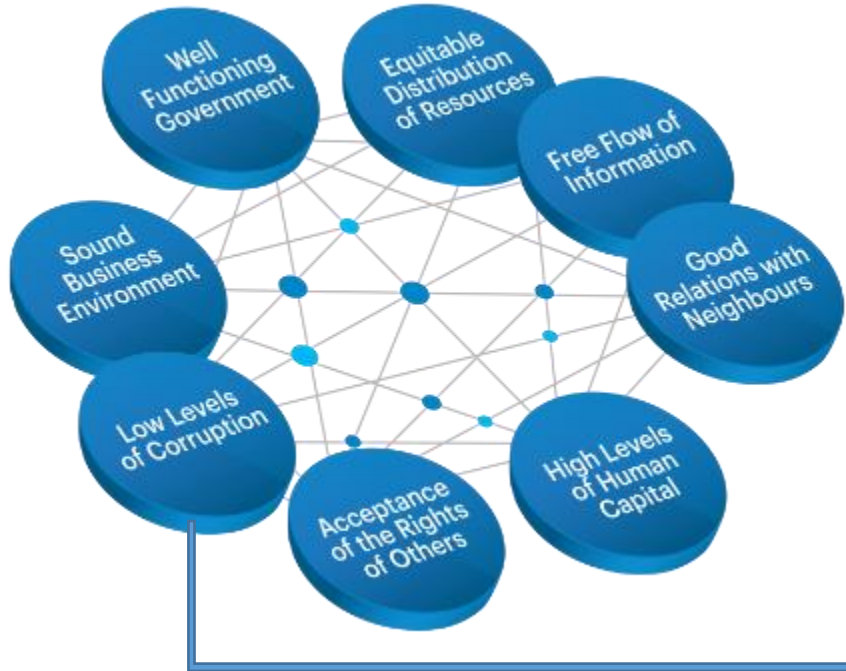 Well
Functioning
Government
Equitable
Distribution
of Resources
Free Flow of
Information
Good
Relations with
Neighbours
High Levels
of Human
Capital
Acceptance
of the Rights
of Others
Low Levels
of Corruption
Sound
Business
Environment